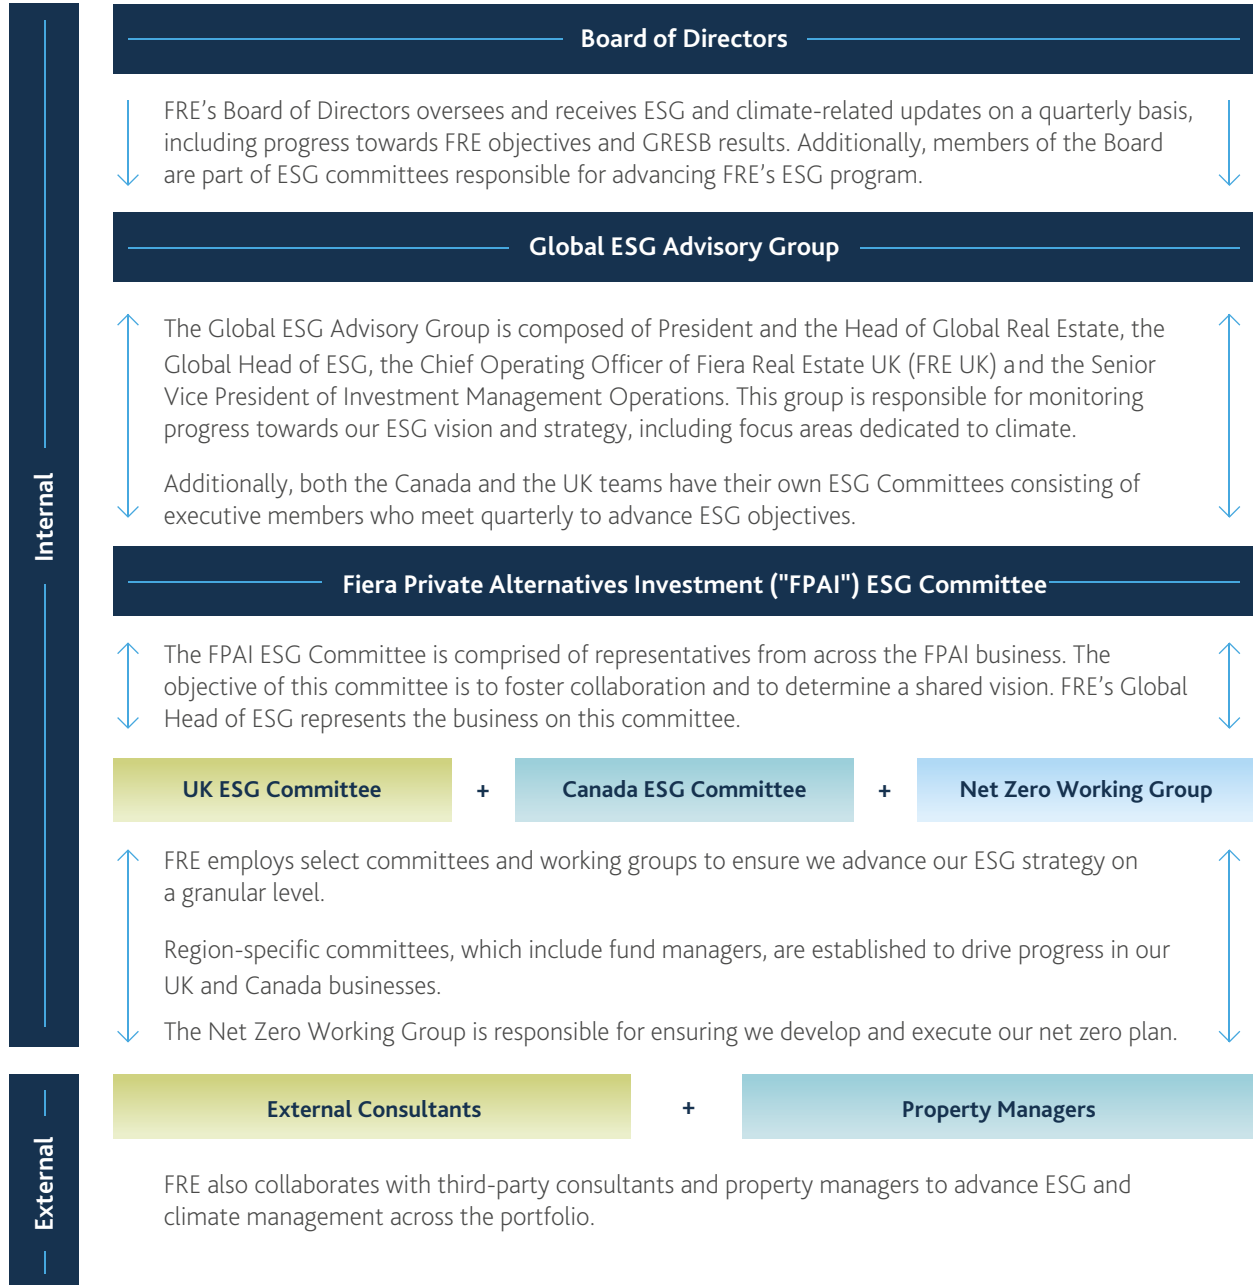 Board of Directors
FRE's Board of Directors oversees and receives ESG and climate-related updates on a quarterly basis,
including progress towards FRE objectives and GRESB results. Additionally, members of the Board
are part of ESG committees responsible for advancing FRE's ESG program.
Global ESG Advisory Group
The Global ESG Advisory Group is composed of President and the Head of Global Real Estate, the
Global Head of ESG, the Chief Operating Officer of Fiera Real Estate UK (FRE UK) and the Senior
Vice President of Investment Management Operations. This group is responsible for monitoring
progress towards our ESG vision and strategy, including focus areas dedicated to climate.
Additionally, both the Canada and the UK teams have their own ESG Committees consisting of
executive members who meet quarterly to advance ESG objectives.
Internal
Fiera Private Alternatives Investment ("FPAI") ESG Committee
The FPAI ESG Committee is comprised of representatives from across the FPAI business. The
objective of this committee is to foster collaboration and to determine a shared vision. FRE's Global
Head of ESG represents the business on this committee.
UK ESG Committee + Canada ESG Committee + Net Zero Working Group
FRE employs select committees and working groups to ensure we advance our ESG strategy on
a granular level.
Region-specific committees, which include fund managers, are established to drive progress in our
UK and Canada businesses.
The Net Zero Working Group is responsible for ensuring we develop and execute our net zero plan.
External
External Consultants + Property Managers
FRE also collaborates with third-party consultants and property managers to advance ESG and
climate management across the portfolio.